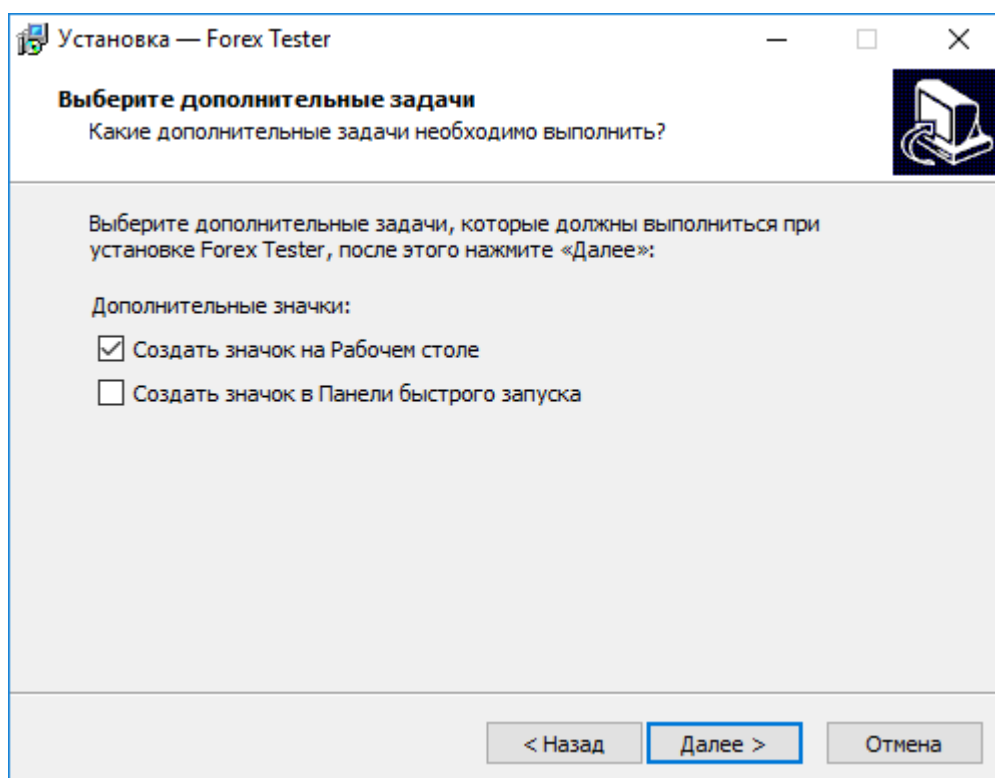 Установка — Forex Tester
Выберите дополнительные задачи
Какие дополнительные задачи необходимо выполнить?
Выберите дополнительные задачи, которые должны выполниться при
установке Forex Tester, после этого нажмите «Далее»:
Дополнительные значки:
Создать значок на Рабочем столе
Создать значок в Панели быстрого запуска
< Назад
Далее >
Отмена